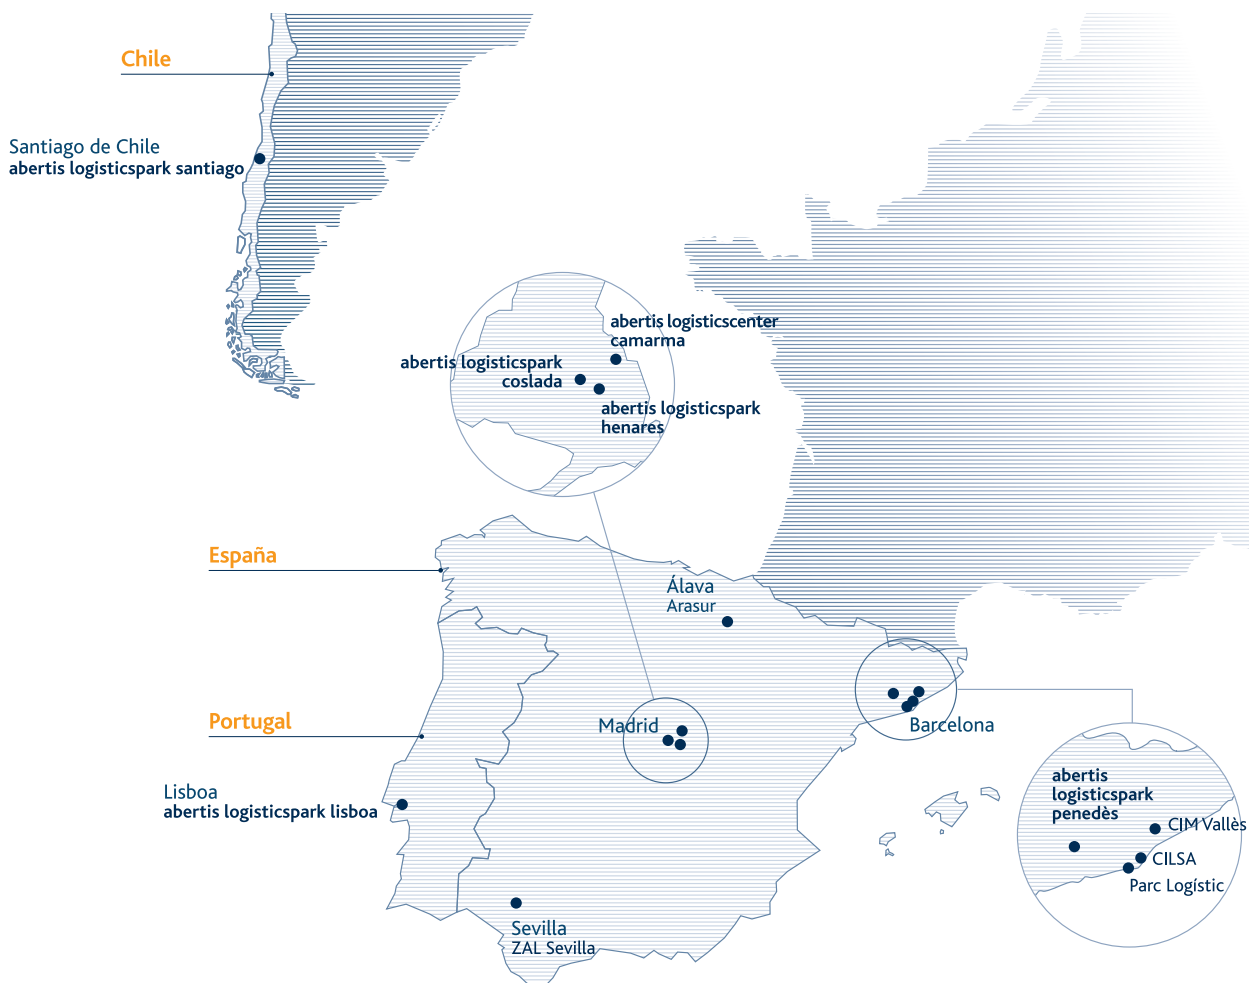 Chile
Santiago de Chile
abertis logisticspark santiago
abertis logisticscenter
camarma
abertis logisticspark
coslada
abertis logisticspark
henares
España
Álava
Arasur
Portugal
Madrid
Barcelona
Lisboa
abertis logisticspark lisboa
abertis
logisticspark
penedès
CIM Vallès
CILSA
Parc Logístic
Sevilla
ZAL Sevilla